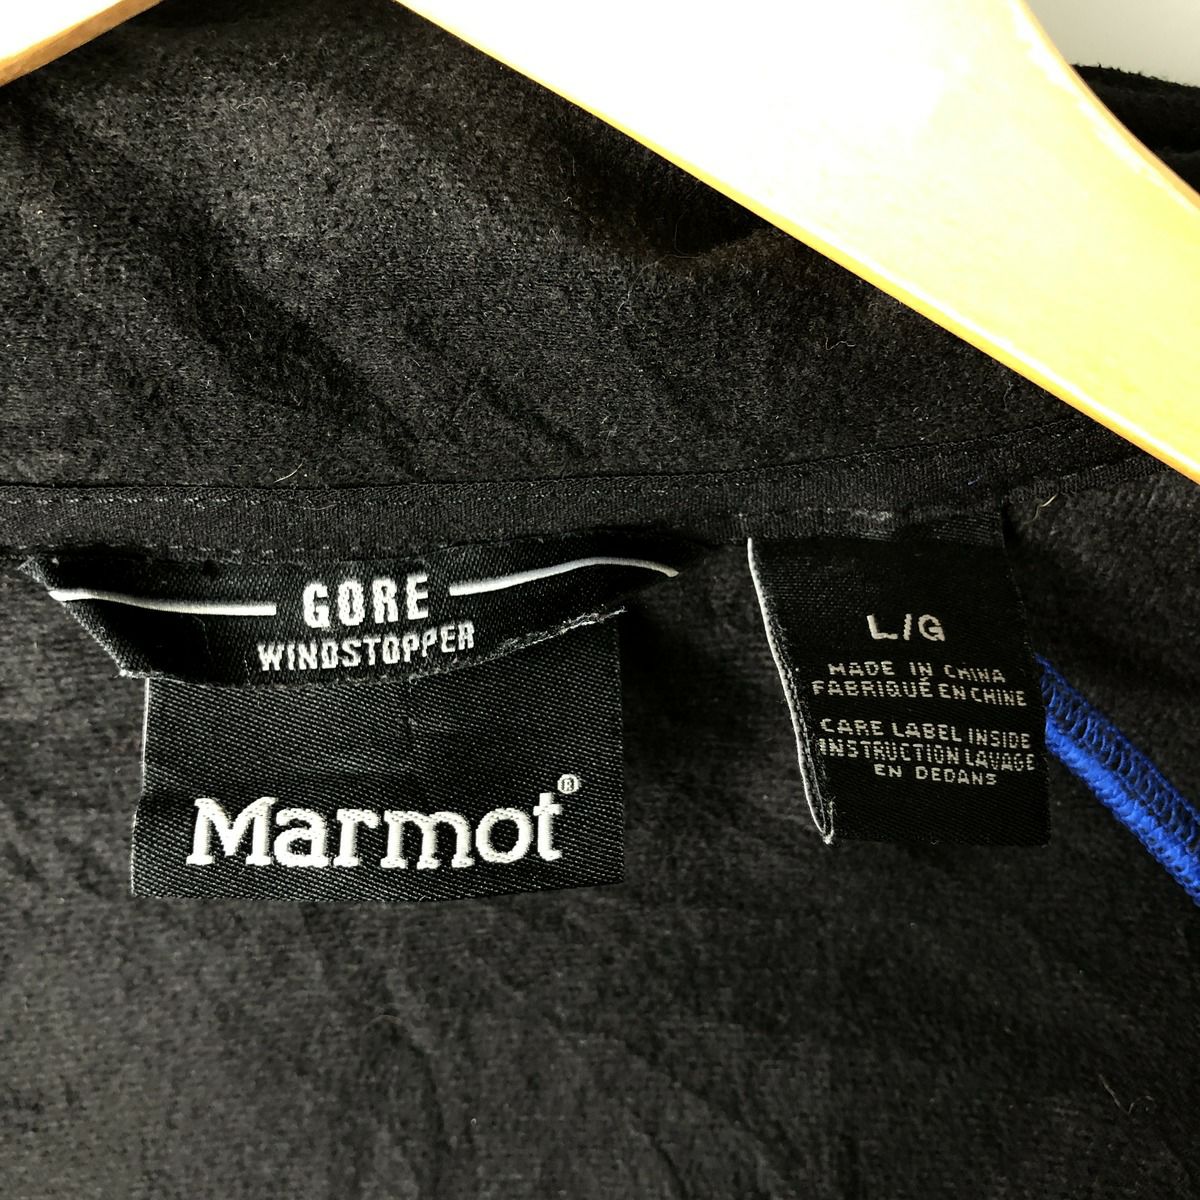 GORE
WINDSTOPPER
Marmot®
L/G
MADE IN CHINA
FABRIQUÉ EN CHINE
CARE LABEL INSIDE
INSTRUCTION LAVAGE
EN DEDANS